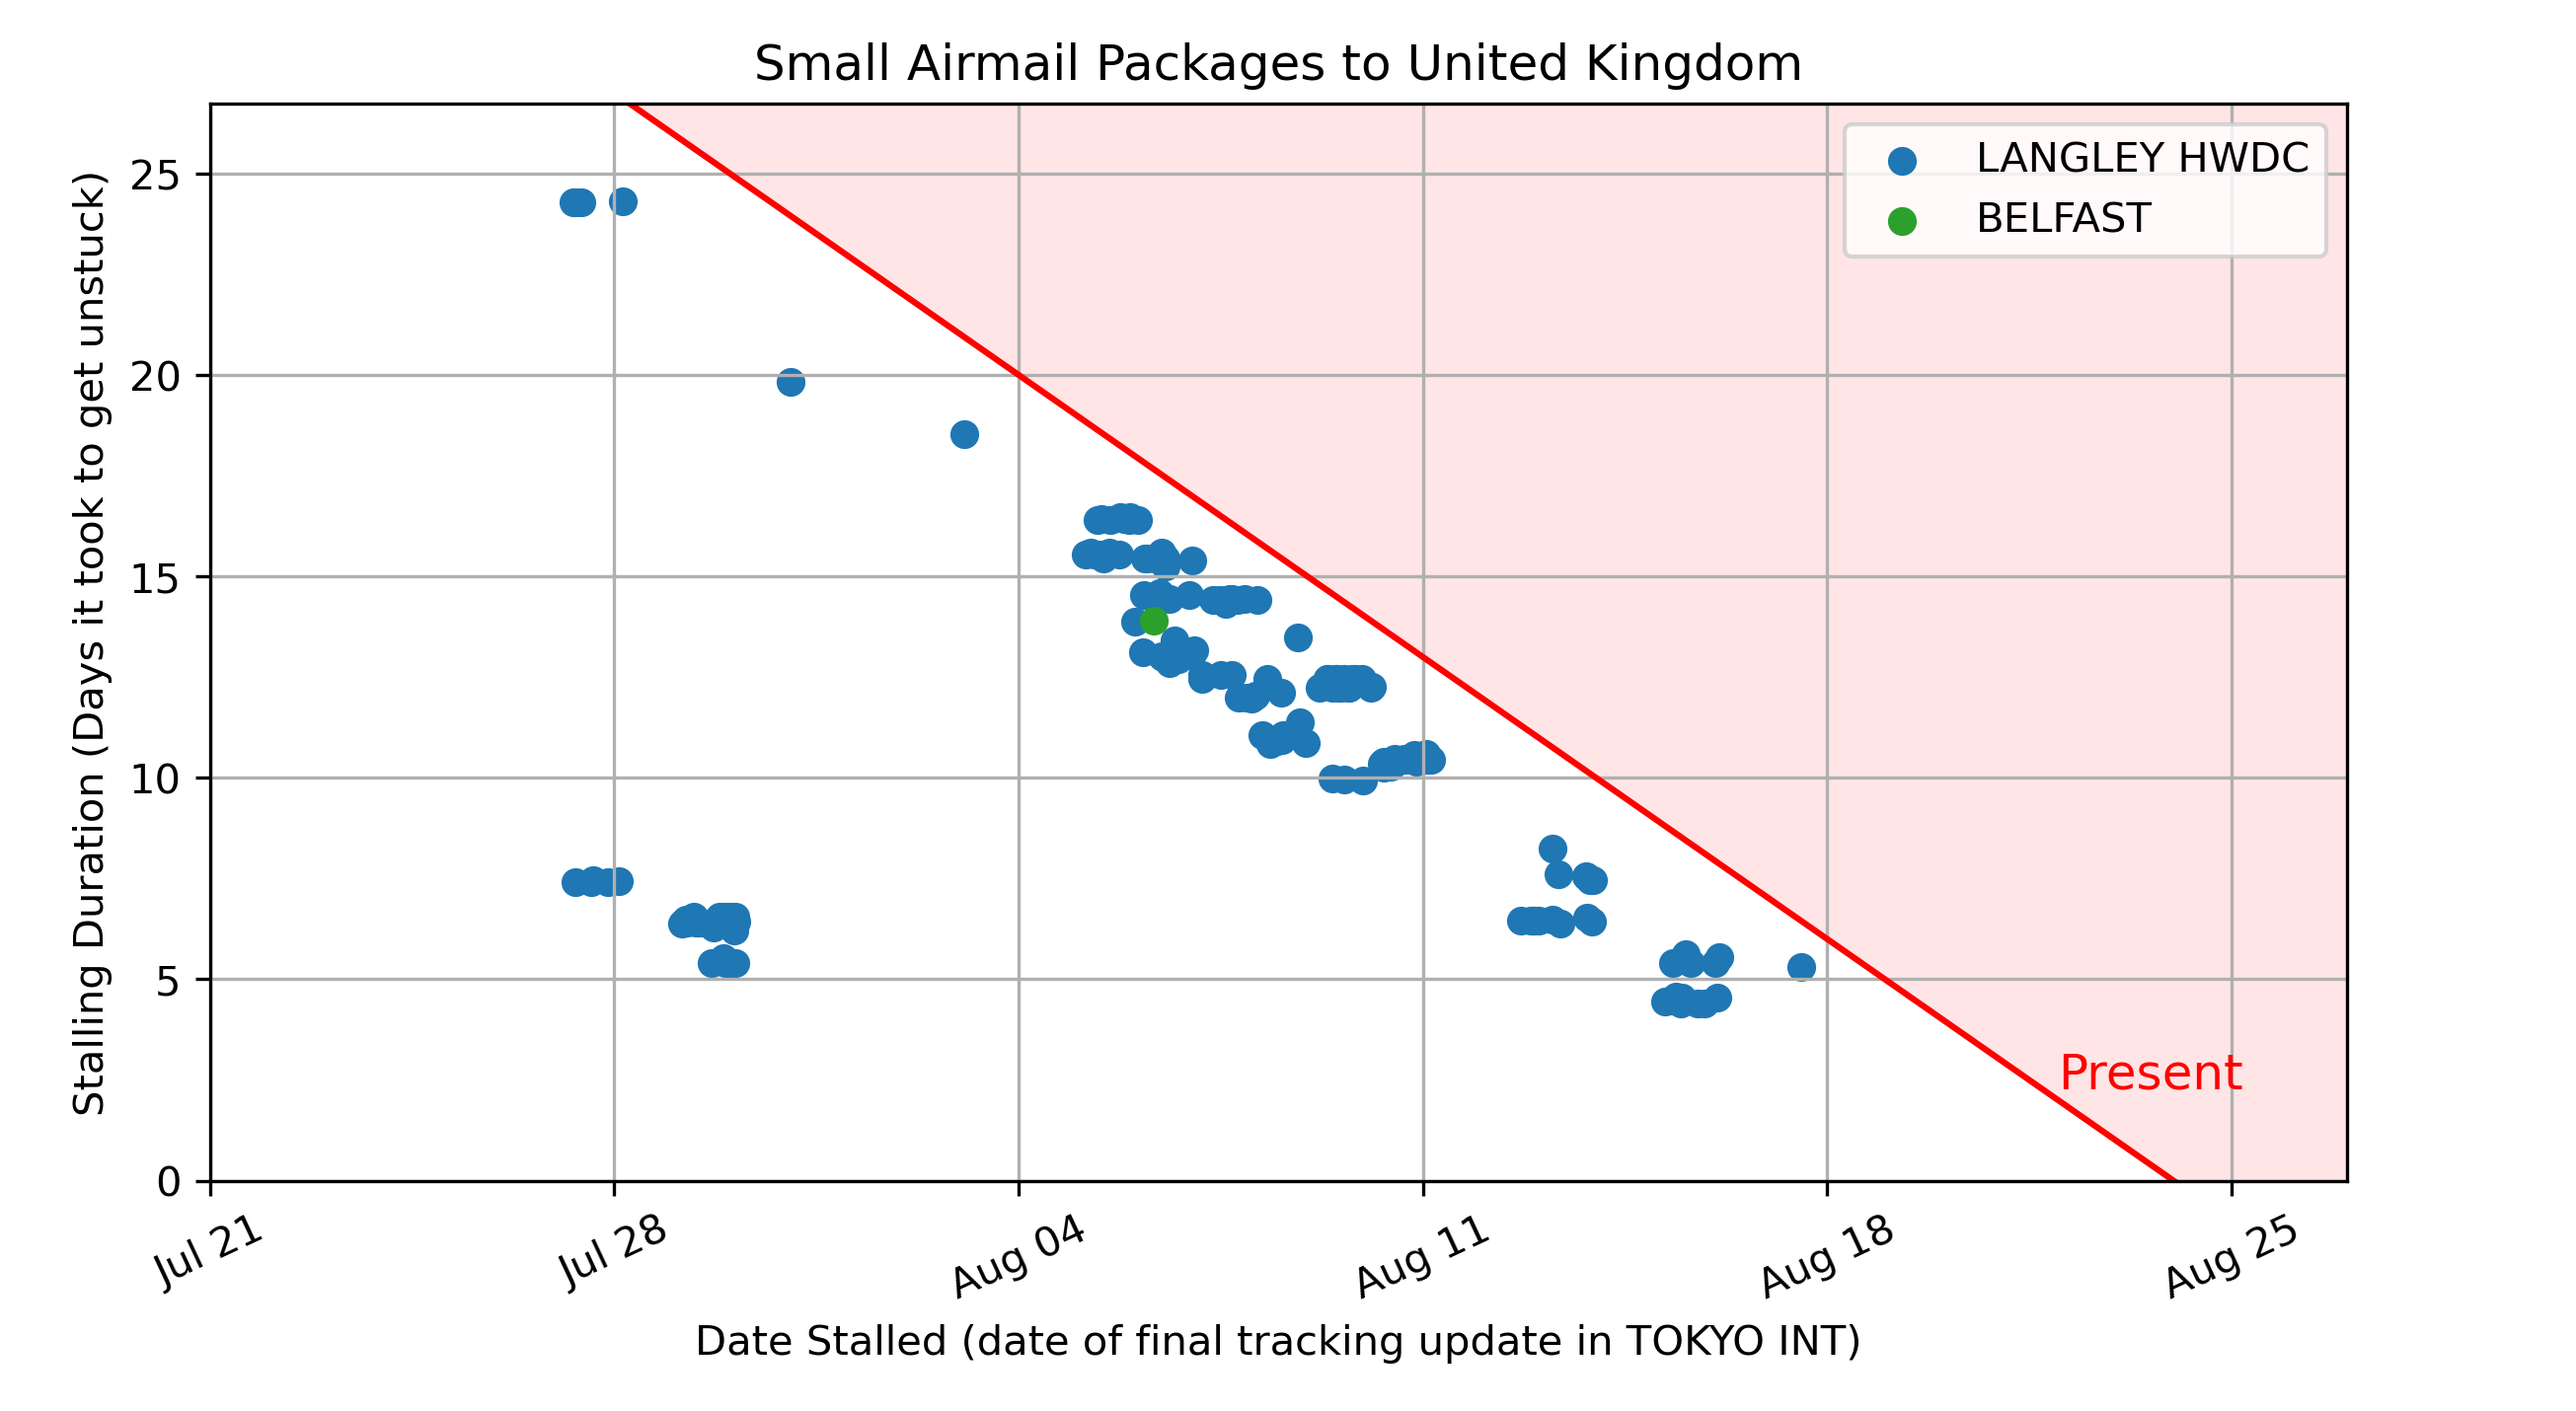 Small Airmail Packages to United Kingdom
LANGLEY HWDC
BELFAST
Stalling Duration (Days it took to get unstuck)
25
20
15
10
5
0
Present
Jul 21
Jul 28
Aug 04
Aug 11
Aug 18
Aug 25
Date Stalled (date of final tracking update in TOKYO INT)